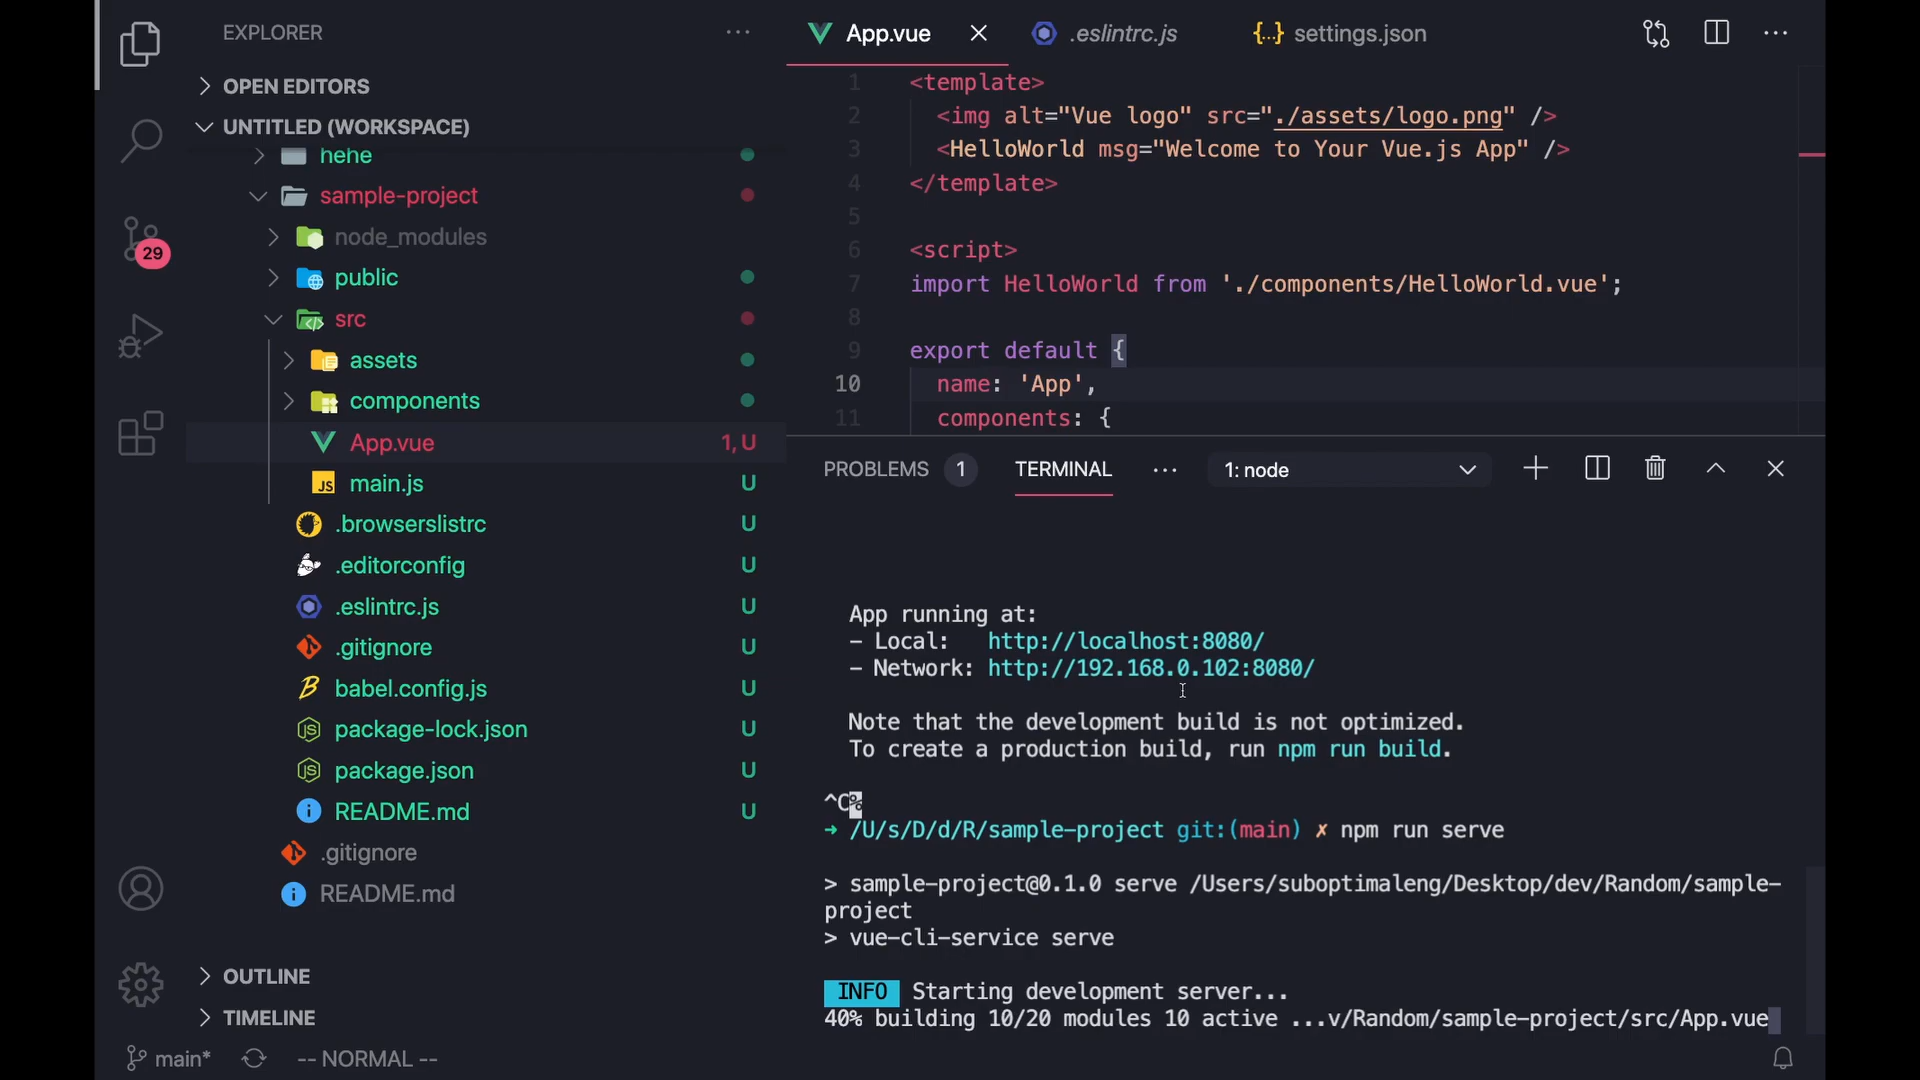 EXPLORER
OPEN EDITORS
UNTITLED (WORKSPACE)
hehe
sample-project
node_modules
public
src
assets
components
App.vue 1, U
main.js U
.browserslistrc U
.editorconfig U
.eslintrc.js U
.gitignore U
babel.config.js U
package-lock.json U
package.json U
README.md U
.gitignore
README.md
OUTLINE
TIMELINE
29
App.vue .eslintrc.js settings.json
1 <template>
2 <img alt="Vue logo" src="./assets/logo.png" />
3 <HelloWorld msg="Welcome to Your Vue.js App" />
4 </template>
5
6 <script>
7 import HelloWorld from './components/HelloWorld.vue';
8
9 export default {
10 name: 'App',
11 components: {
PROBLEMS 1 TERMINAL ... 1: node
App running at:
- Local: http://localhost:8080/
- Network: http://192.168.0.102:8080/
Note that the development build is not optimized.
To create a production build, run npm run build.
^C%
➜ /U/s/D/d/R/sample-project git:(main) ✗ npm run serve
> sample-project@0.1.0 serve /Users/suboptimaleng/Desktop/dev/Random/sample-
project
> vue-cli-service serve
INFO Starting development server...
40% building 10/20 modules 10 active ...v/Random/sample-project/src/App.vue
main* -- NORMAL --